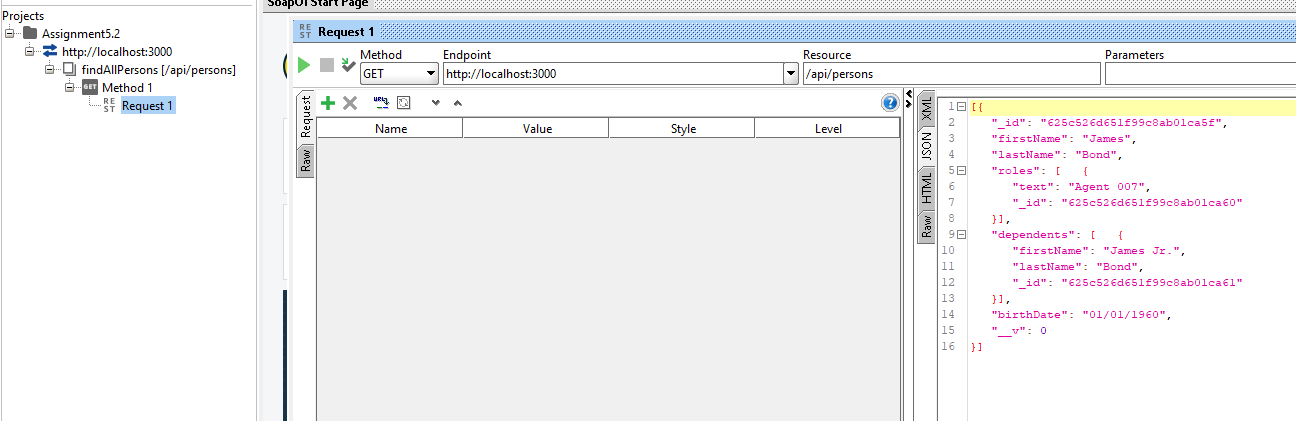 SoapUI Start Page
Projects
Assignment5.2
http://localhost:3000
findAllPersons [/api/persons]
GET Method 1
RE ST Request 1
RE ST Request 1
Method Endpoint Resource Parameters
GET http://localhost:3000 /api/persons
Request
Raw
Name Value Style Level
XML
JSON
HTML
Raw
1 [{
2 "_id": "625c526d651f99c8ab01ca5f",
3 "firstName": "James",
4 "lastName": "Bond",
5 "roles": [ {
6 "text": "Agent 007",
7 "_id": "625c526d651f99c8ab01ca60"
8 }],
9 "dependents": [ {
10 "firstName": "James Jr.",
11 "lastName": "Bond",
12 "_id": "625c526d651f99c8ab01ca61"
13 }],
14 "birthDate": "01/01/1960",
15 "__v": 0
16 }]